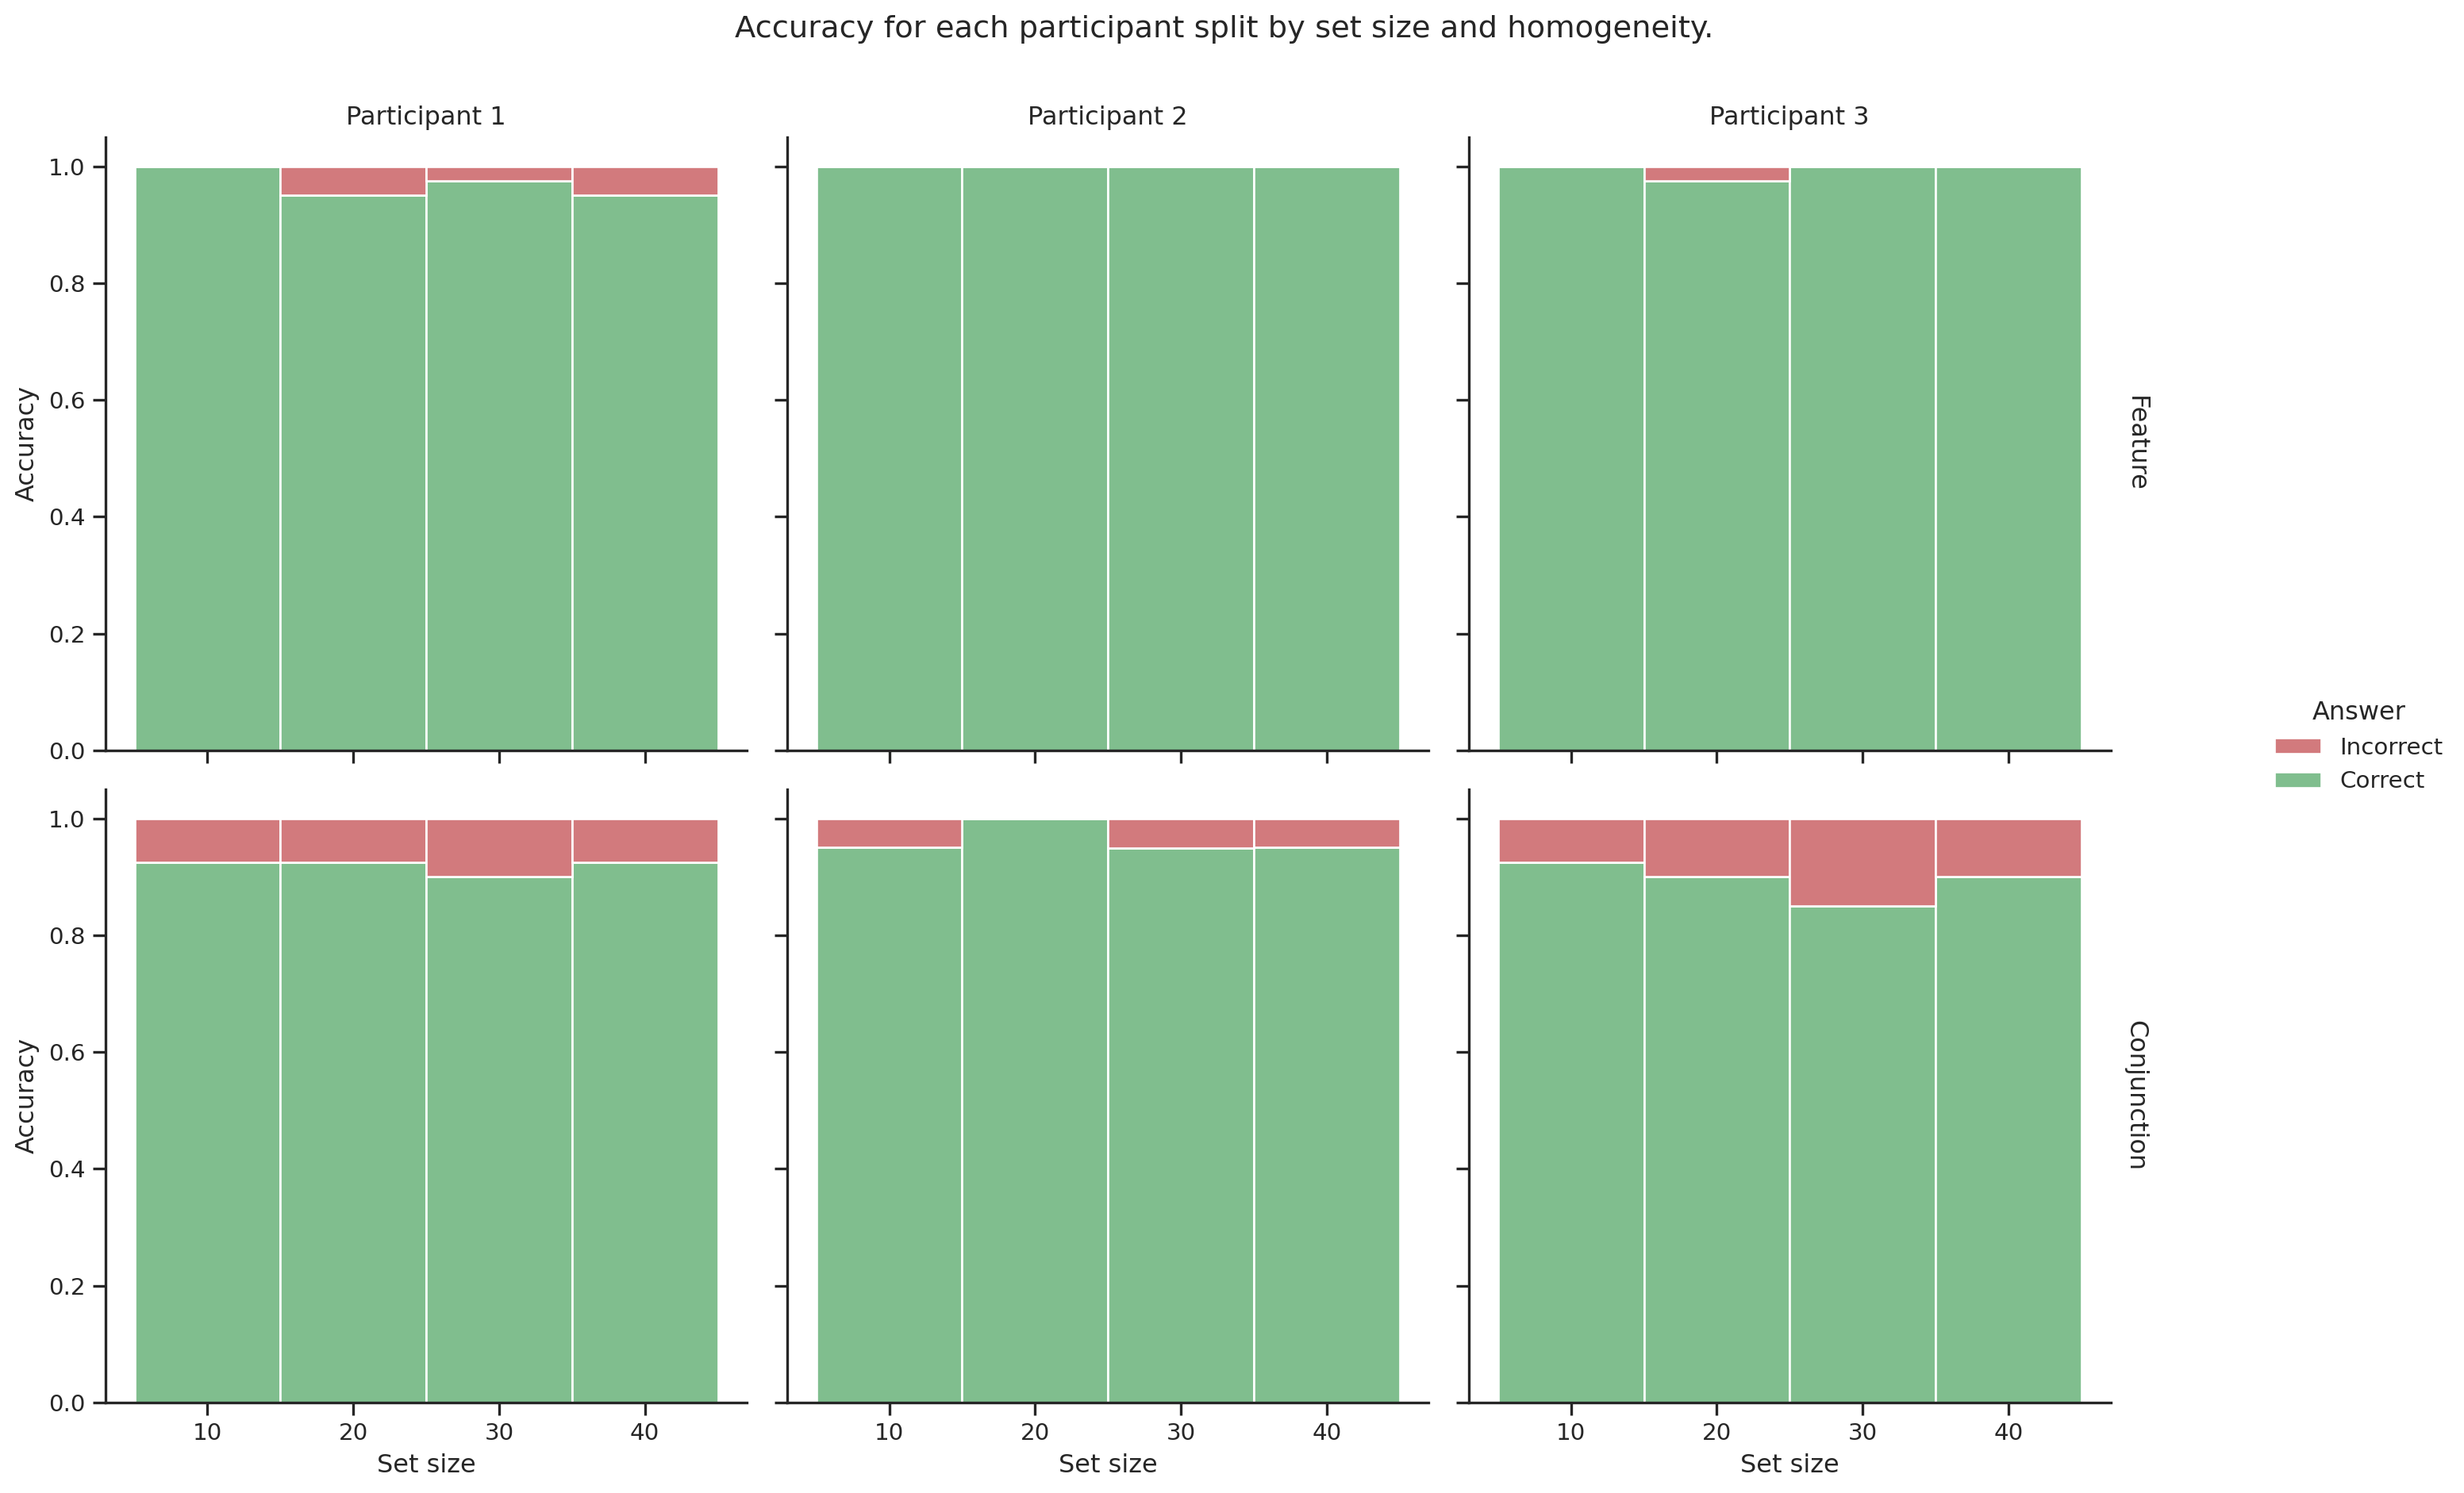 Accuracy for each participant split by set size and homogeneity.
Participant 1
Participant 2
Participant 3
1.0
0.8
0.6
0.4
0.2
0.0
Accuracy
Feature
Answer
Incorrect
Correct
1.0
0.8
0.6
0.4
0.2
0.0
Accuracy
Conjunction
10 20 30 40
10 20 30 40
10 20 30 40
Set size
Set size
Set size